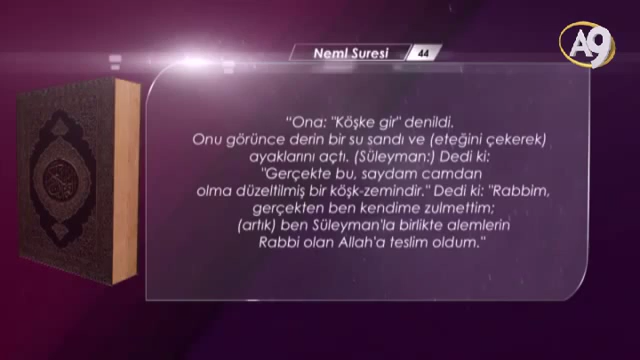 A9
Neml Suresi 44
"Ona: "Köşke gir" denildi.
Onu görünce derin bir su sandı ve (eteğini çekerek)
ayaklarını açtı. (Süleyman:) Dedi ki:
"Gerçekte bu, saydam camdan
olma düzeltilmiş bir köşk-zemindir." Dedi ki: "Rabbim,
gerçekten ben kendime zulmettim;
(artık) ben Süleyman'la birlikte alemlerin
Rabbi olan Allah'a teslim oldum."